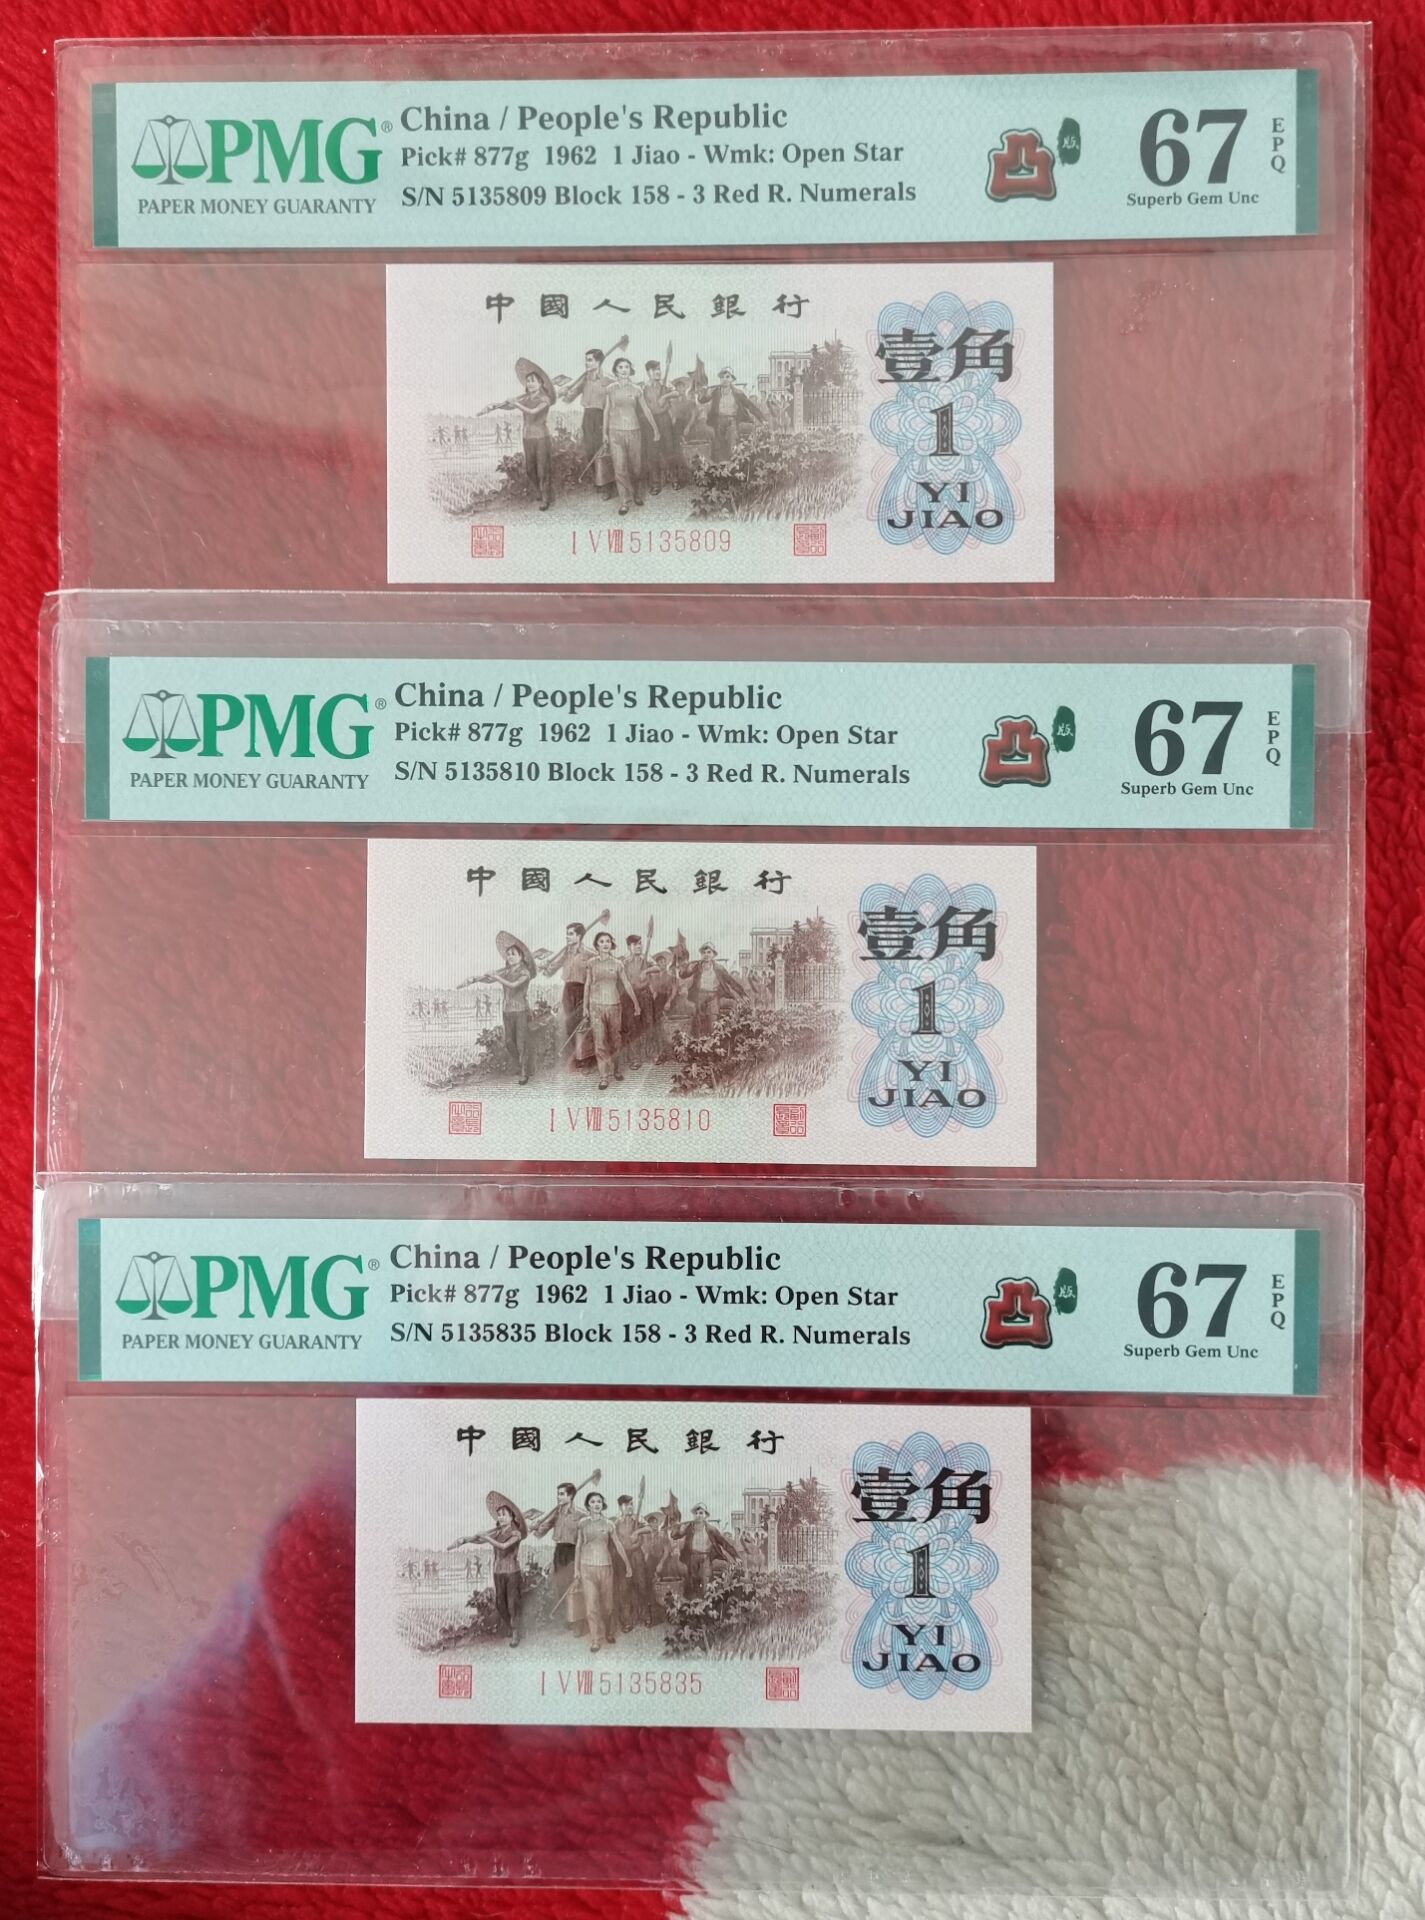 PMG®
PAPER MONEY GUARANTY
China / People's Republic
Pick# 877g 1962 1 Jiao - Wmk: Open Star
S/N 5135809 Block 158 - 3 Red R. Numerals
凸版
67
EPQ
Superb Gem Unc
中國人民銀行
壹角
1
YI
JIAO
I V VIII 5135809
PMG®
PAPER MONEY GUARANTY
China / People's Republic
Pick# 877g 1962 1 Jiao - Wmk: Open Star
S/N 5135810 Block 158 - 3 Red R. Numerals
凸版
67
EPQ
Superb Gem Unc
中國人民銀行
壹角
1
YI
JIAO
I V VIII 5135810
PMG®
PAPER MONEY GUARANTY
China / People's Republic
Pick# 877g 1962 1 Jiao - Wmk: Open Star
S/N 5135835 Block 158 - 3 Red R. Numerals
凸版
67
EPQ
Superb Gem Unc
中國人民銀行
壹角
1
YI
JIAO
I V VIII 5135835